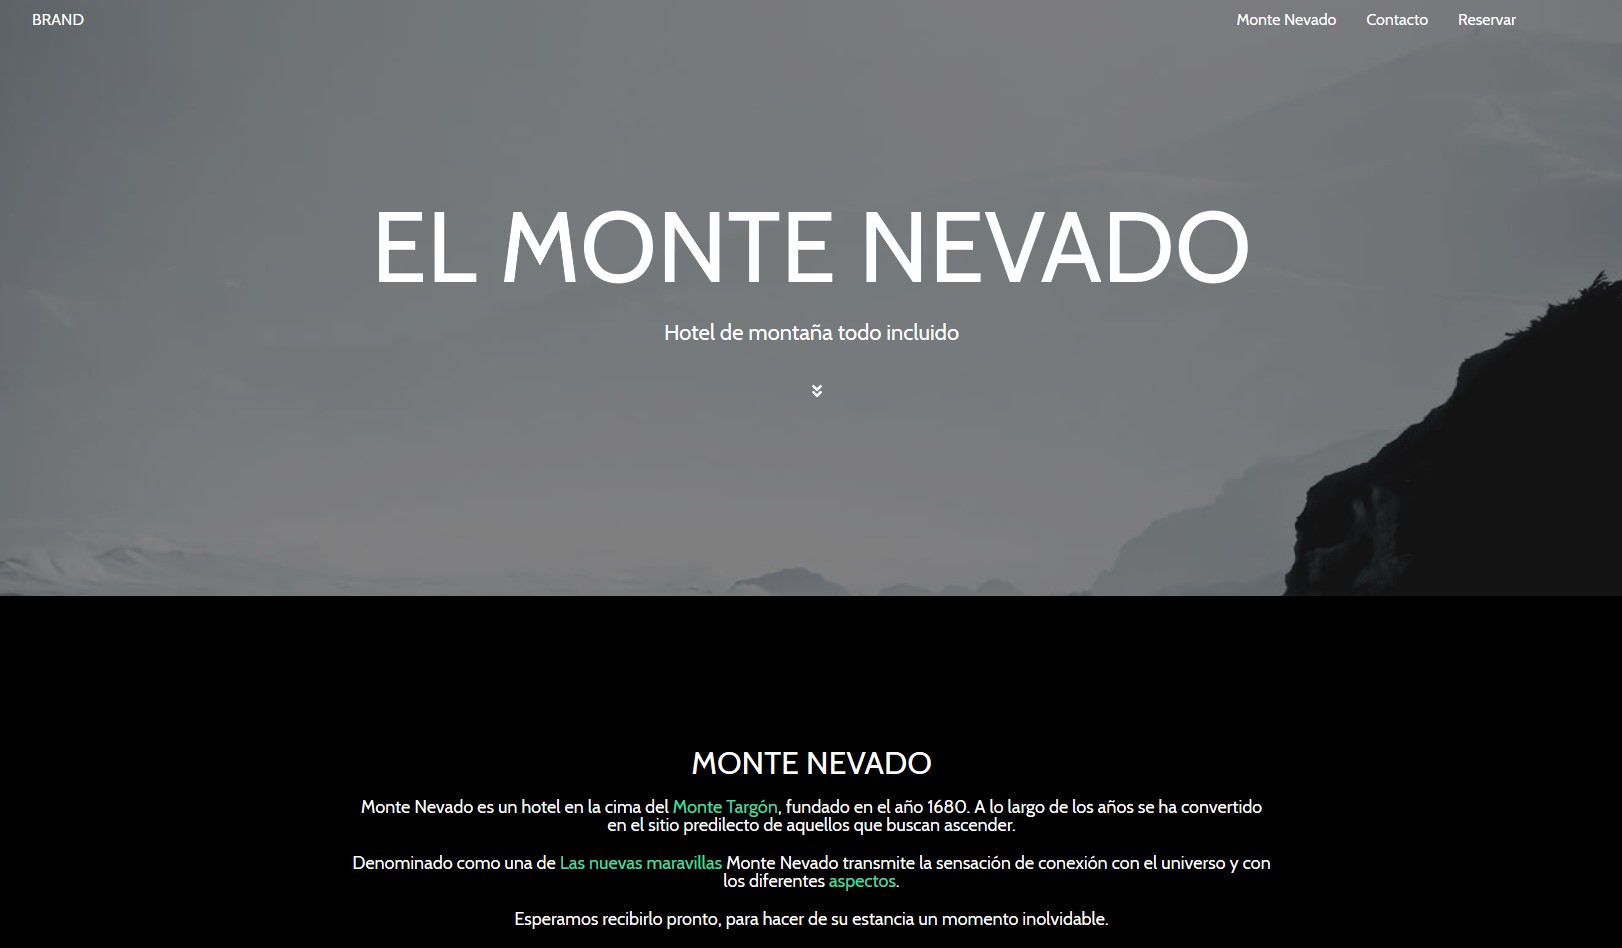 BRAND
Monte Nevado
Contacto
Reservar
EL MONTE NEVADO
Hotel de montaña todo incluido
MONTE NEVADO
Monte Nevado es un hotel en la cima del Monte Targón, fundado en el año 1680. A lo largo de los años se ha convertido
en el sitio predilecto de aquellos que buscan ascender.
Denominado como una de Las nuevas maravillas Monte Nevado transmite la sensación de conexión con el universo y con
los diferentes aspectos.
Esperamos recibirlo pronto, para hacer de su estancia un momento inolvidable.